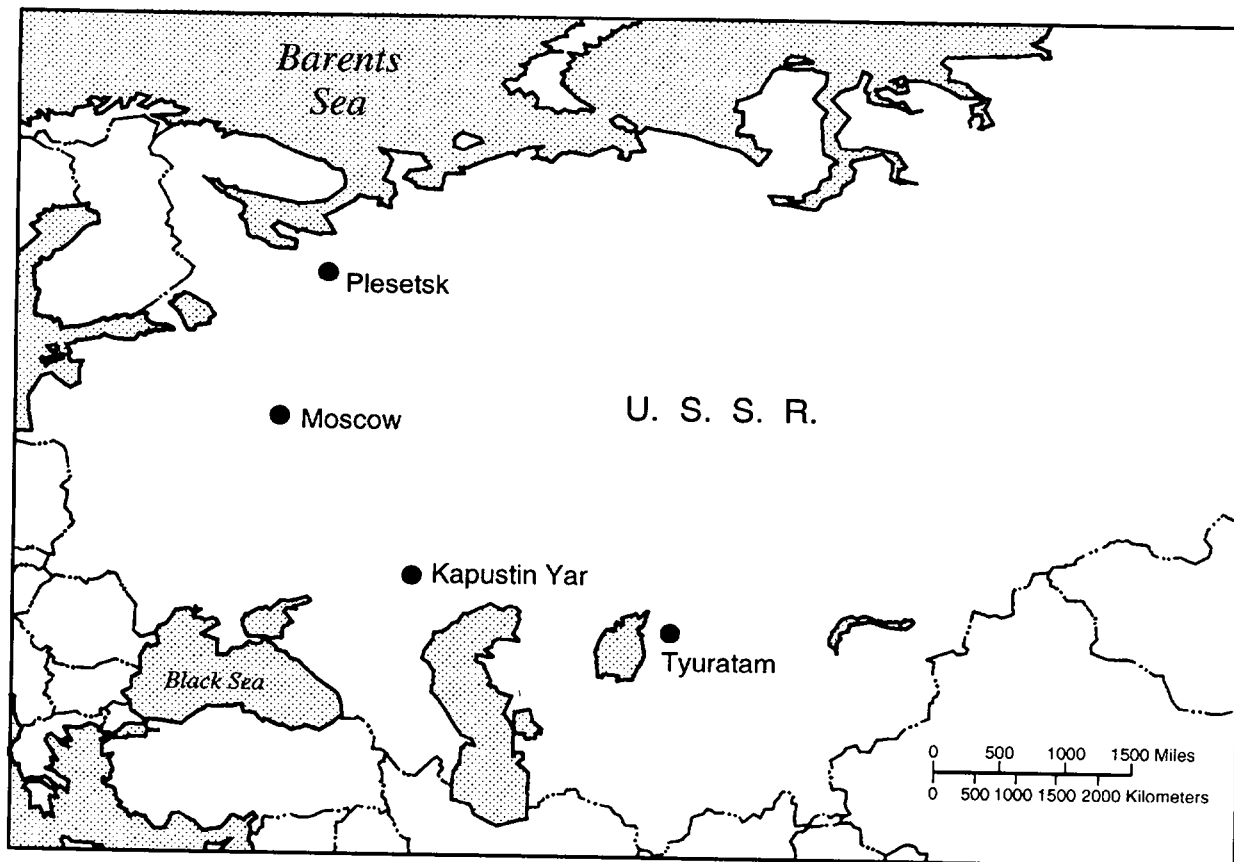 Barents
Sea
Plesetsk
Moscow
U. S. S. R.
Kapustin Yar
Tyuratam
Black Sea
0 500 1000 1500 Miles
0 500 1000 1500 2000 Kilometers